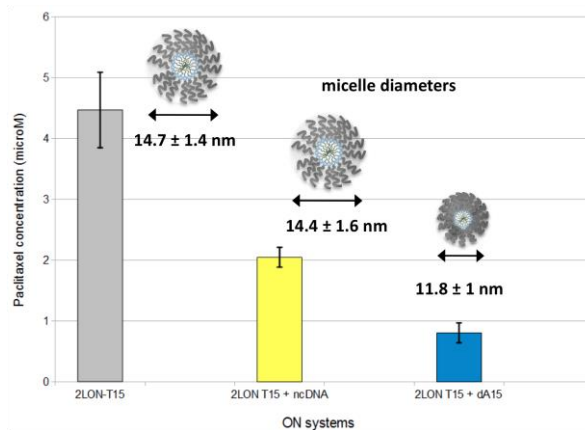 6
5
4
3
2
1
0
Paclitaxel concentration (microM)
micelle diameters
14.7 ± 1.4 nm
14.4 ± 1.6 nm
11.8 ± 1 nm
2LON-T15
2LON T15 + ncDNA
2LON T15 + dA15
ON systems